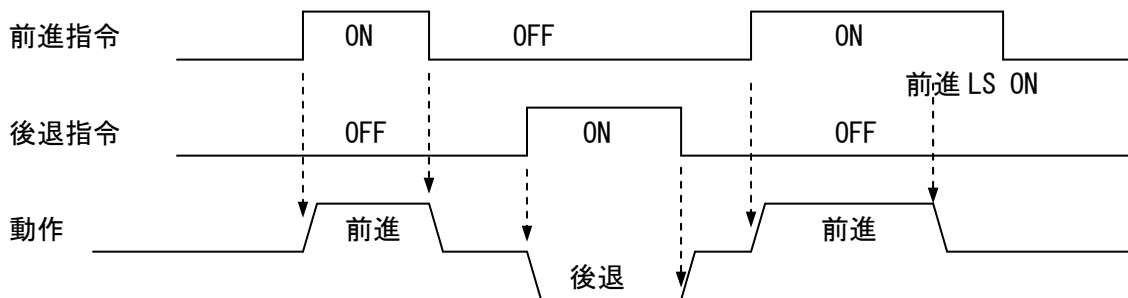 前進指令 ON OFF ON
前進 LS ON
後退指令 OFF ON OFF
動作 前進 前進
後退